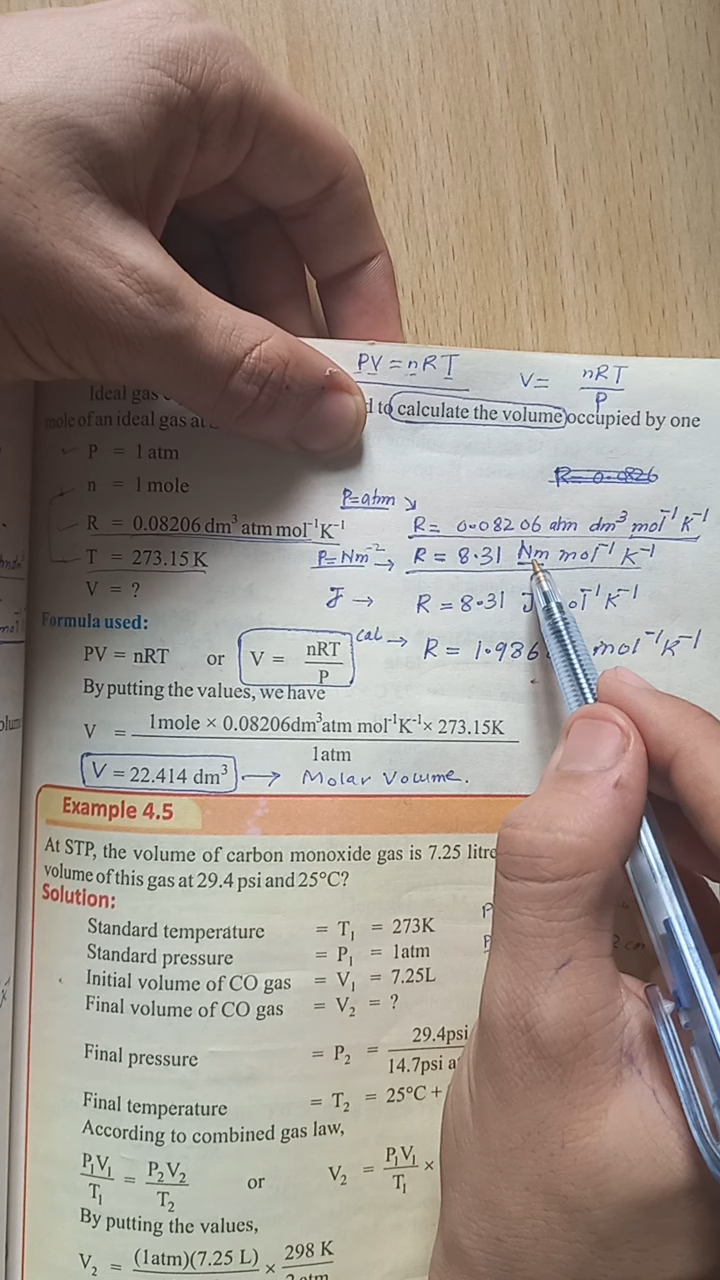 PV = nRT
V = nRT / P
Ideal gas
d to calculate the volume occupied by one
mole of an ideal gas at
P = 1 atm
R = 0.0826
n = 1 mole
P=atm ↘
R = 0.08206 dm³ atm mol⁻¹K⁻¹
R = 0.08206 atm dm³ mol⁻¹ K⁻¹
T = 273.15 K
P=Nm⁻² → R = 8.31 Nm mol⁻¹ K⁻¹
V = ?
J → R = 8.31 J K⁻¹
Formula used:
cal → R = 1.986 mol⁻¹ K⁻¹
PV = nRT or V = nRT / P
By putting the values, we have
V = 1mole × 0.08206dm³atm mol⁻¹K⁻¹ × 273.15K / 1atm
V = 22.414 dm³ → Molar Volume.
Example 4.5
At STP, the volume of carbon monoxide gas is 7.25 litre
volume of this gas at 29.4 psi and 25°C?
Solution:
Standard temperature = T₁ = 273K
Standard pressure = P₁ = 1atm
Initial volume of CO gas = V₁ = 7.25L
Final volume of CO gas = V₂ = ?
Final pressure = P₂ = 29.4psi / 14.7psi a
Final temperature = T₂ = 25°C +
According to combined gas law,
P₁V₁ / T₁ = P₂V₂ / T₂ or V₂ = P₁V₁ / T₁ ×
By putting the values,
V₂ = (1atm)(7.25 L) × 298 K